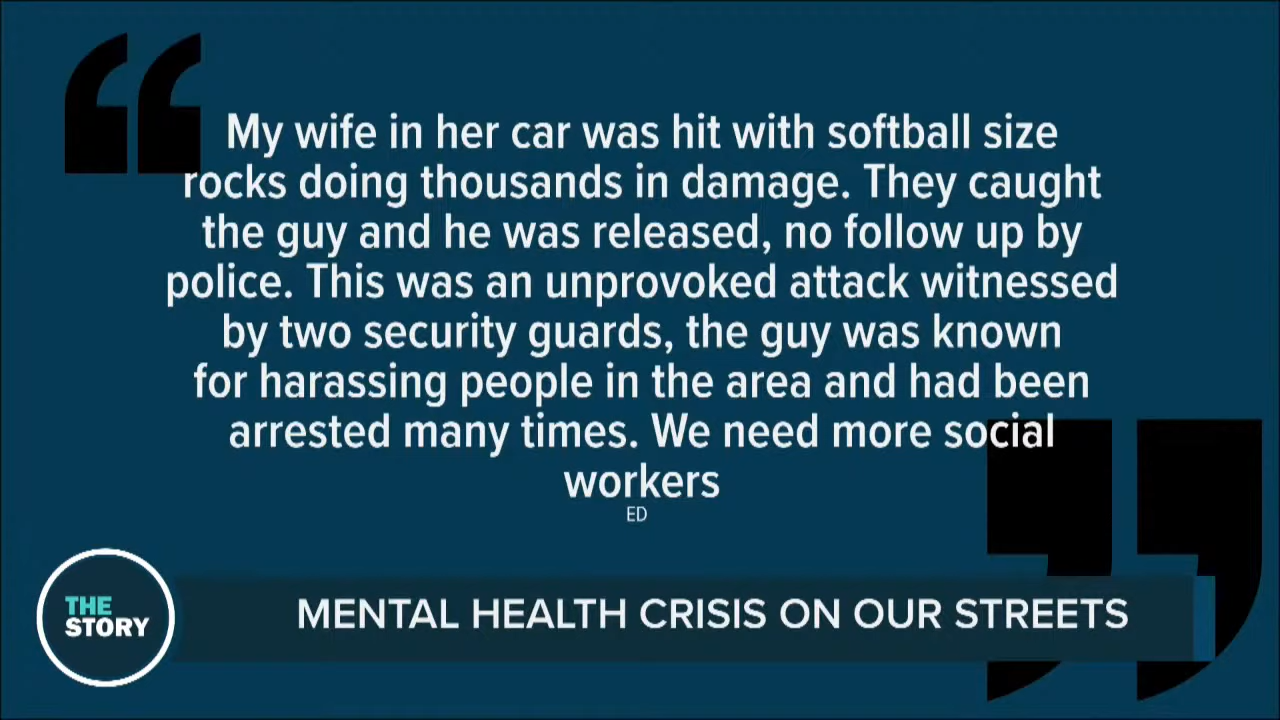 My wife in her car was hit with softball size
rocks doing thousands in damage. They caught
the guy and he was released, no follow up by
police. This was an unprovoked attack witnessed
by two security guards, the guy was known
for harassing people in the area and had been
arrested many times. We need more social
workers
ED
THE
STORY
MENTAL HEALTH CRISIS ON OUR STREETS